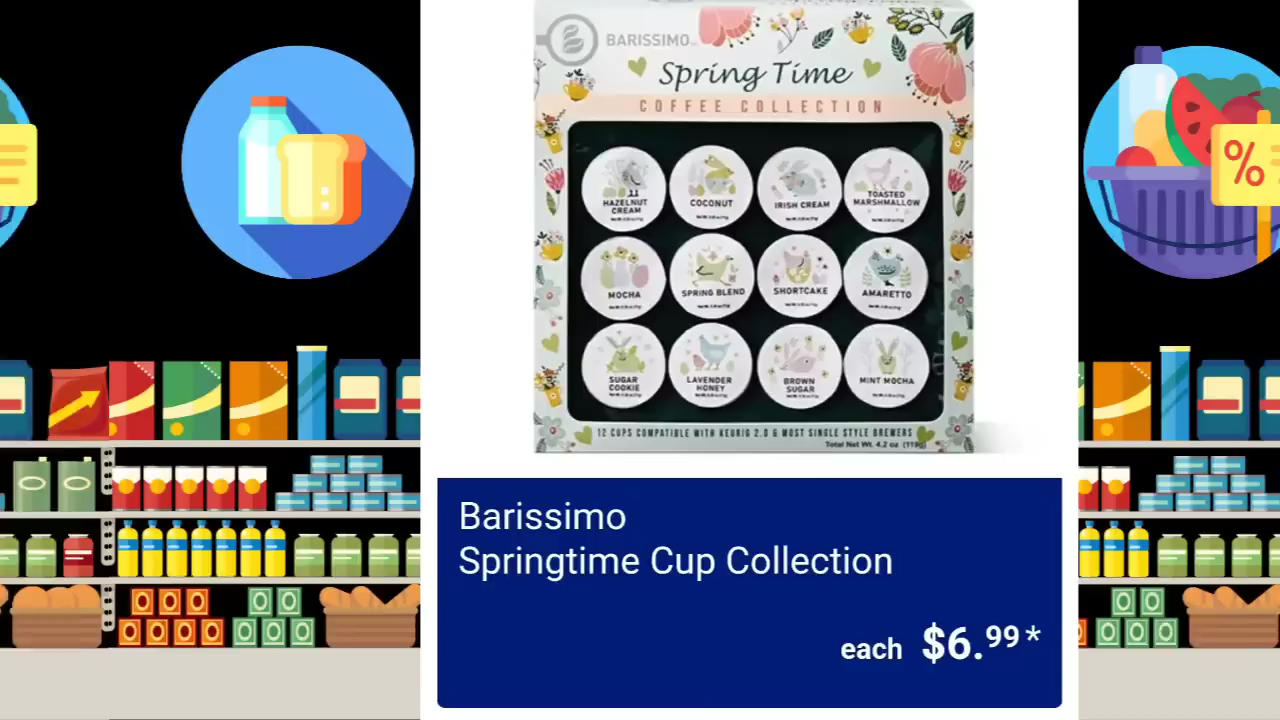 BARISSIMO
Spring Time
COFFEE COLLECTION
HAZELNUT
CREAM
COCONUT
IRISH CREAM
TOASTED
MARSHMALLOW
MOCHA
SPRING BLEND
SHORTCAKE
AMARETTO
SUGAR
COOKIE
LAVENDER
HONEY
BROWN
SUGAR
MINT MOCHA
12 CUPS COMPATIBLE WITH KEURIG 2.0 & MOST SINGLE STYLE BREWERS
Total Net Wt. 4.2 oz (119g)
%
Barissimo
Springtime Cup Collection
each $6.99*